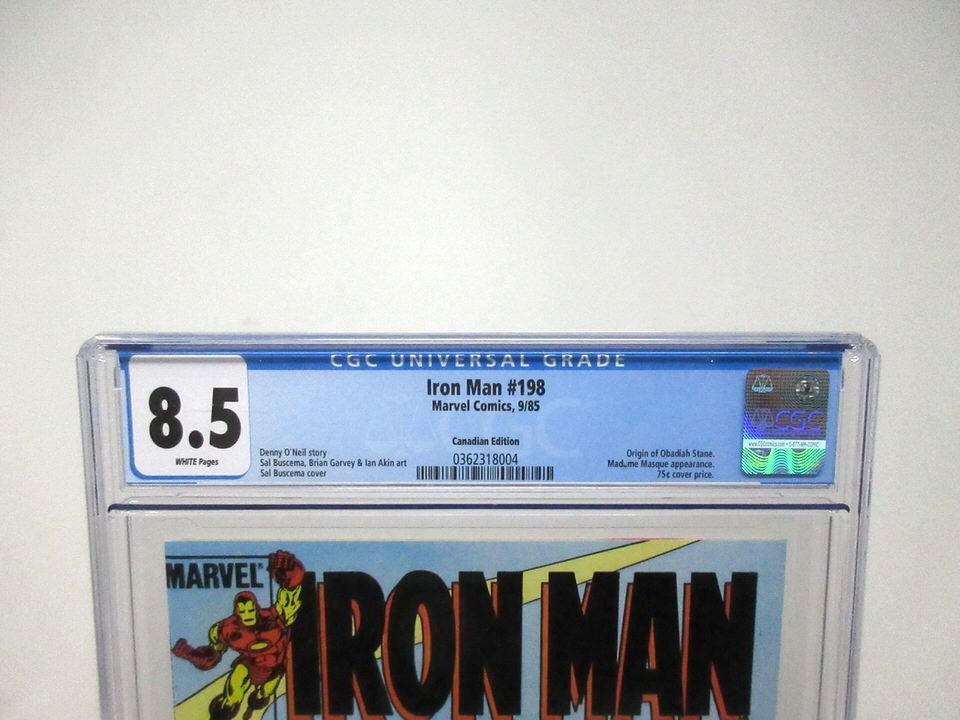 CGC UNIVERSAL GRADE
8.5
WHITE Pages
Iron Man #198
Marvel Comics, 9/85
Canadian Edition
0362318004
Denny O'Neil story
Sal Buscema, Brian Garvey & Ian Akin art
Sal Buscema cover
Origin of Obadiah Stane.
Madame Masque appearance.
75¢ cover price.
CGC
MARVEL
IRON MAN